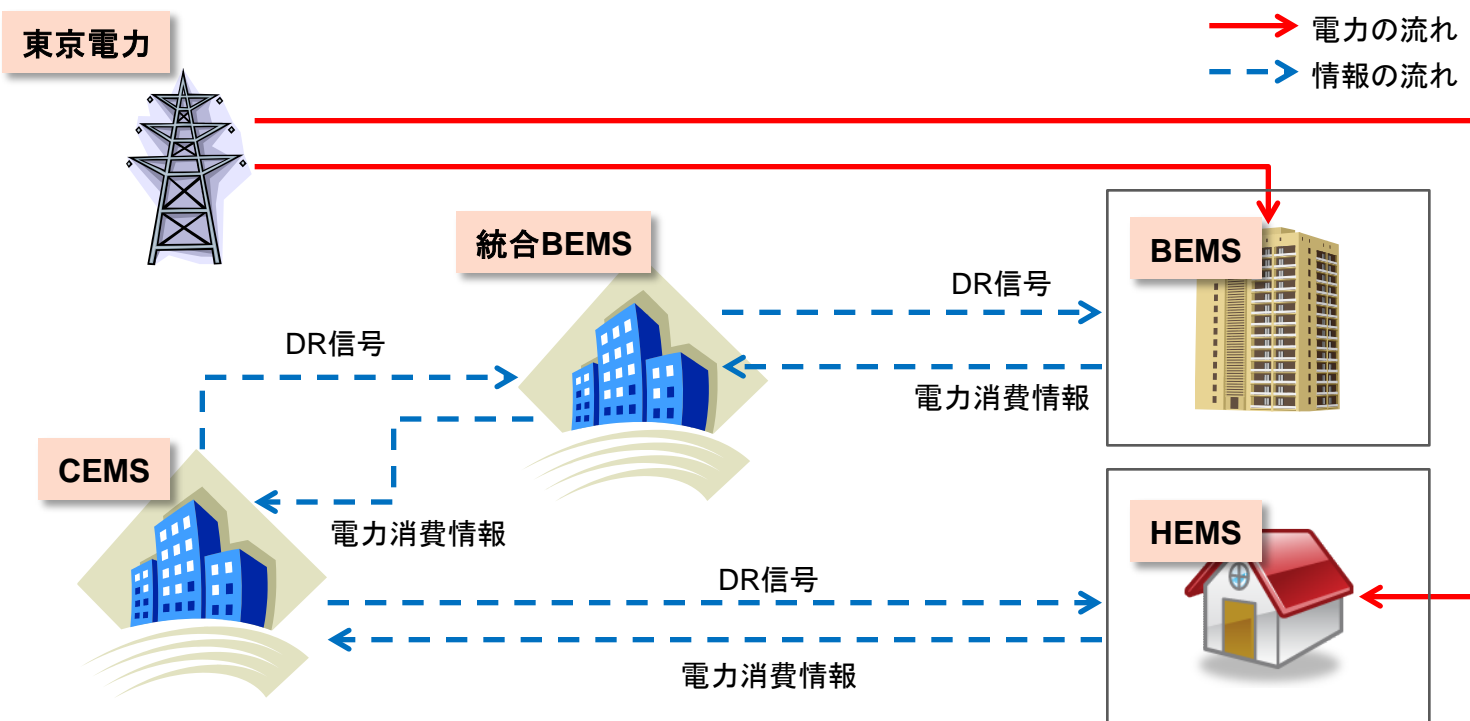 東京電力
電力の流れ
情報の流れ
統合BEMS
BEMS
DR信号
DR信号
電力消費情報
CEMS
電力消費情報
HEMS
DR信号
電力消費情報